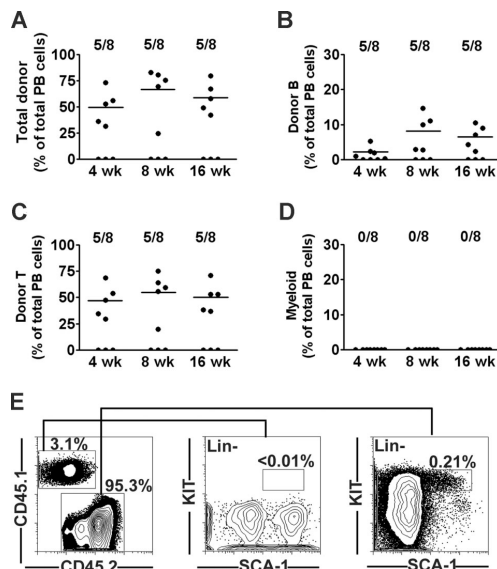 A
5/8 5/8 5/8
Total donor
(% of total PB cells)
100
75
50
25
0
4 wk 8 wk 16 wk
B
5/8 5/8 5/8
Donor B
(% of total PB cells)
30
20
10
0
4 wk 8 wk 16 wk
C
5/8 5/8 5/8
Donor T
(% of total PB cells)
100
75
50
25
0
4 wk 8 wk 16 wk
D
0/8 0/8 0/8
Myeloid
(% of total PB cells)
30
20
10
0
4 wk 8 wk 16 wk
E
3.1%
95.3%
CD45.1
CD45.2
Lin-
<0.01%
KIT
SCA-1
Lin-
0.21%
KIT
SCA-1